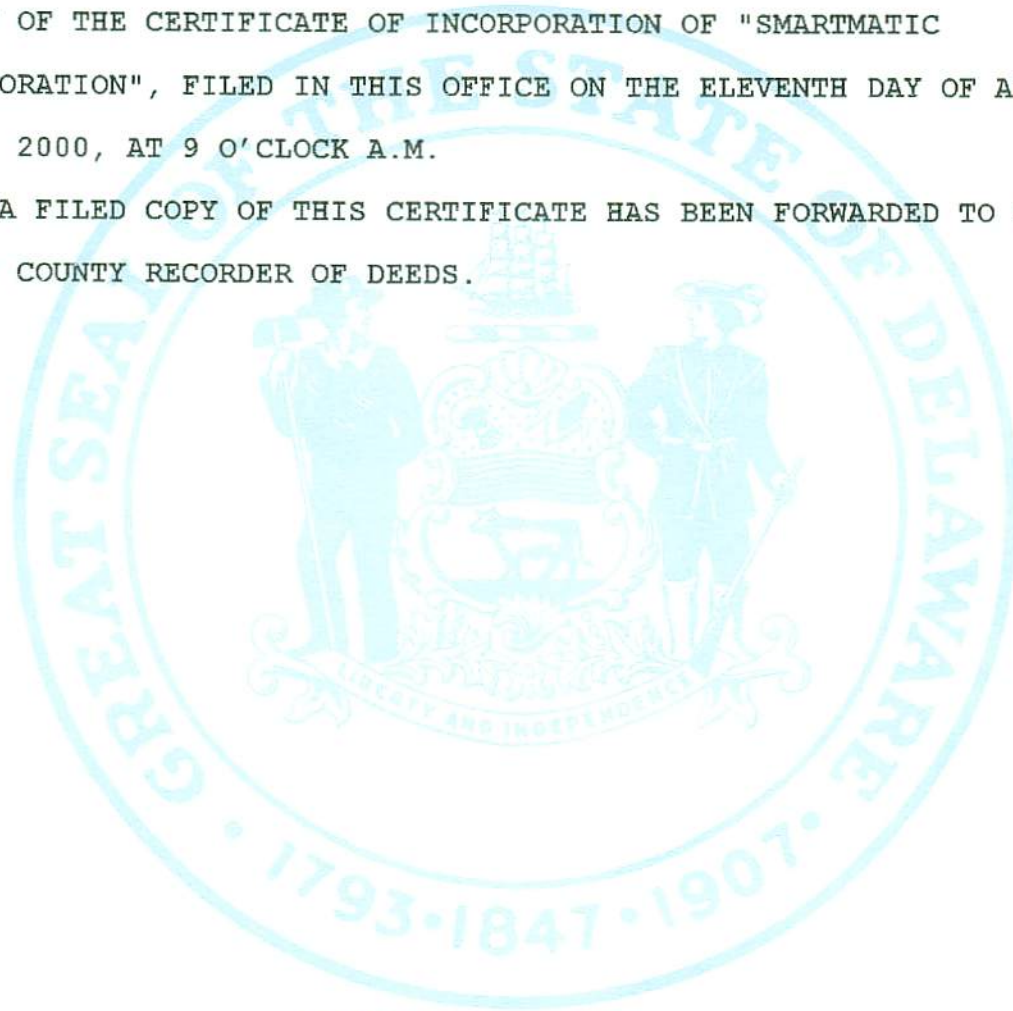 OF THE CERTIFICATE OF INCORPORATION OF "SMARTMATIC
ORATION", FILED IN THIS OFFICE ON THE ELEVENTH DAY OF A
2000, AT 9 O'CLOCK A.M.
A FILED COPY OF THIS CERTIFICATE HAS BEEN FORWARDED TO
COUNTY RECORDER OF DEEDS.
GREAT SEAL OF THE STATE OF DELAWARE
LIBERTY AND INDEPENDENCE
1793·1847·1907